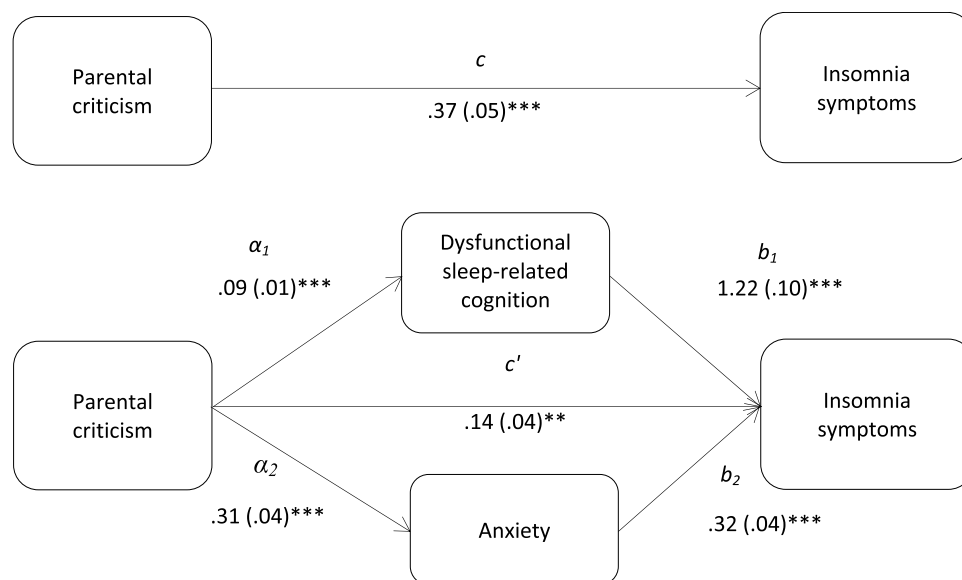 Parental
criticism
c
.37 (.05)***
Insomnia
symptoms
α1
.09 (.01)***
Dysfunctional
sleep-related
cognition
b1
1.22 (.10)***
Parental
criticism
c'
.14 (.04)**
Insomnia
symptoms
α2
.31 (.04)***
Anxiety
b2
.32 (.04)***